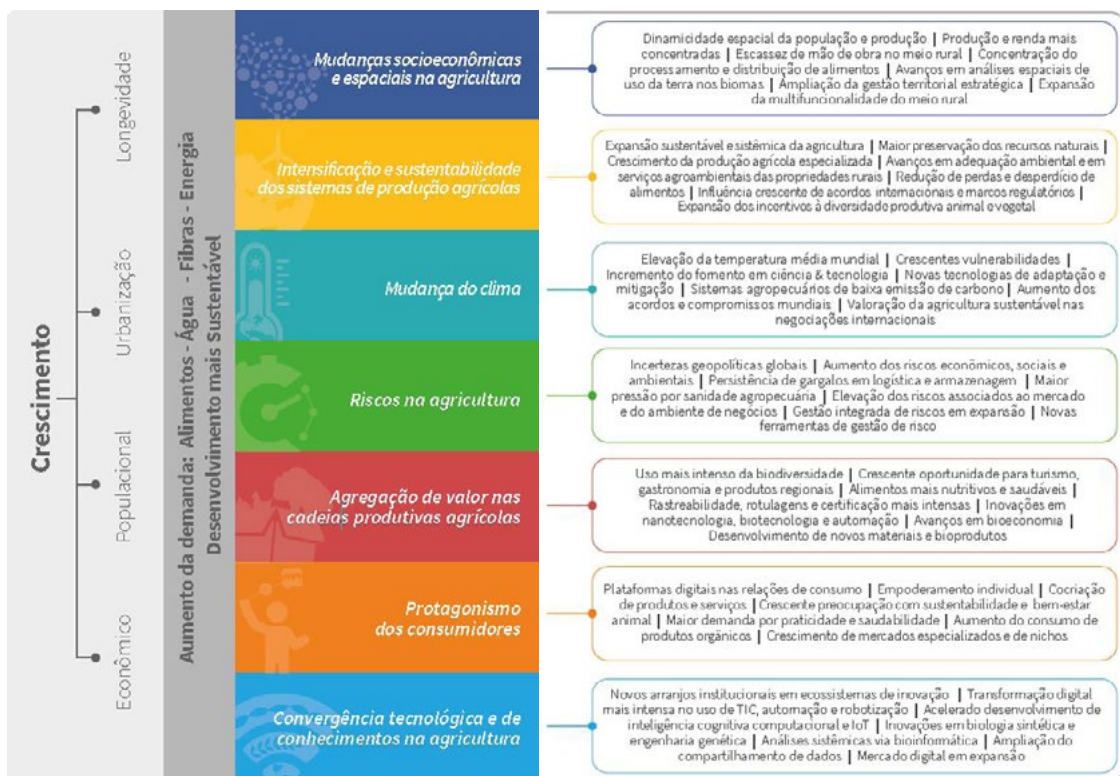 Crescimento
Longevidade
Urbanização
Populacional
Econômico
Aumento da demanda: Alimentos - Água - Fibras - Energia
Desenvolvimento mais Sustentável
Mudanças socioeconômicas
e espaciais na agricultura
Dinamicidade espacial da população e produção | Produção e renda mais
concentradas | Escassez de mão de obra no meio rural | Concentração do
processamento e distribuição de alimentos | Avanços em análises espaciais de
uso da terra nos biomas | Ampliação da gestão territorial estratégica | Expansão
da multifuncionalidade do meio rural
Intensificação e sustentabilidade
dos sistemas de produção agrícolas
Expansão sustentável e sistêmica da agricultura | Maior preservação dos recursos naturais |
Crescimento da produção agrícola especializada | Avanços em adequação ambiental e em
serviços agroambientais das propriedades rurais | Redução de perdas e desperdício de
alimentos | Influência crescente de acordos internacionais e marcos regulatórios |
Expansão dos incentivos à diversidade produtiva animal e vegetal
Mudança do clima
Elevação da temperatura média mundial | Crescentes vulnerabilidades |
Incremento do fomento em ciência & tecnologia | Novas tecnologias de adaptação e
mitigação | Sistemas agropecuários de baixa emissão de carbono | Aumento dos
acordos e compromissos mundiais | Valoração da agricultura sustentável nas
negociações internacionais
Riscos na agricultura
Incertezas geopolíticas globais | Aumento dos riscos econômicos, sociais e
ambientais | Persistência de gargalos em logística e armazenagem | Maior
pressão por sanidade agropecuária | Elevação dos riscos associados ao mercado
e do ambiente de negócios | Gestão integrada de riscos em expansão | Novas
ferramentas de gestão de risco
Agregação de valor nas
cadeias produtivas agrícolas
Uso mais intenso da biodiversidade | Crescente oportunidade para turismo,
gastronomia e produtos regionais | Alimentos mais nutritivos e saudáveis |
Rastreabilidade, rotulagens e certificação mais intensas | Inovações em
nanotecnologia, biotecnologia e automação | Avanços em bioeconomia |
Desenvolvimento de novos materiais e bioprodutos
Protagonismo
dos consumidores
Plataformas digitais nas relações de consumo | Empoderamento individual | Cocriação
de produtos e serviços | Crescente preocupação com sustentabilidade e bem-estar
animal | Maior demanda por praticidade e saudabilidade | Aumento do consumo de
produtos orgânicos | Crescimento de mercados especializados e de nichos
Convergência tecnológica e de
conhecimentos na agricultura
Novos arranjos institucionais em ecossistemas de inovação | Transformação digital
mais intensa no uso de TIC, automação e robotização | Acelerado desenvolvimento
de inteligência cognitiva computacional e IoT | Inovações em biologia sintética e
engenharia genética | Análises sistêmicas via bioinformática | Ampliação do
compartilhamento de dados | Mercado digital em expansão